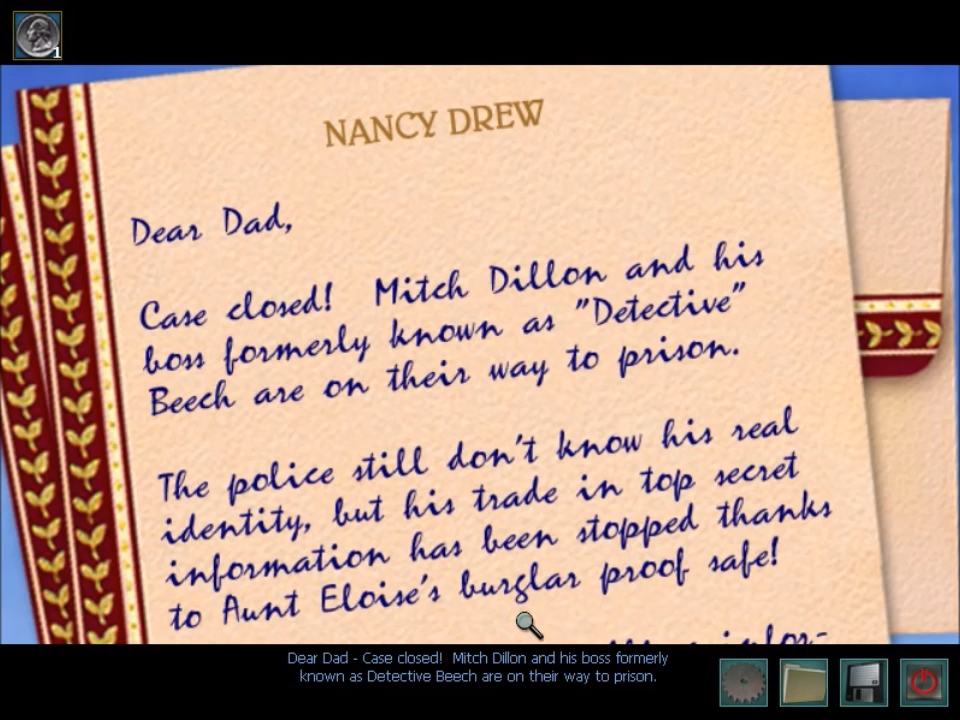 1
NANCY DREW
Dear Dad,
Case closed! Mitch Dillon and his
boss formerly known as "Detective"
Beech are on their way to prison.
The police still don't know his real
identity, but his trade in top secret
information has been stopped thanks
to Aunt Eloise's burglar proof safe!
Dear Dad - Case closed! Mitch Dillon and his boss formerly
known as Detective Beech are on their way to prison.